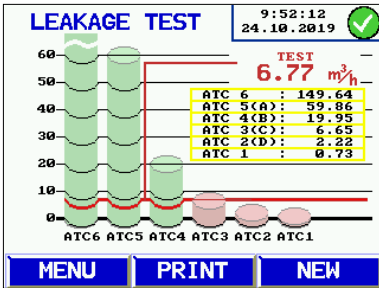 LEAKAGE TEST
9:52:12
24.10.2019
TEST
6.77 m³/h
60
50
40
30
20
10
0
ATC 6 : 149.64
ATC 5(A): 59.86
ATC 4(B): 19.95
ATC 3(C): 6.65
ATC 2(D): 2.22
ATC 1 : 0.73
ATC6 ATC5 ATC4 ATC3 ATC2 ATC1
MENU PRINT NEW